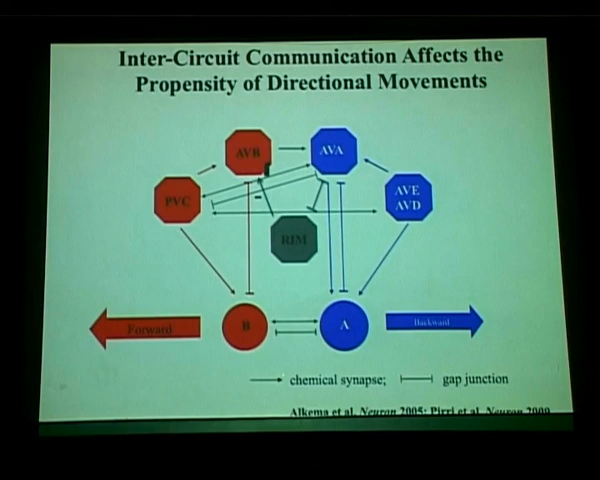 Inter-Circuit Communication Affects the
Propensity of Directional Movements
AVB
AVA
PVC
AVE
AVD
RIM
B
A
Forward
Backward
chemical synapse;
gap junction
Alkema et al. Neuron 2005; Pirri et al. Neuron 2009